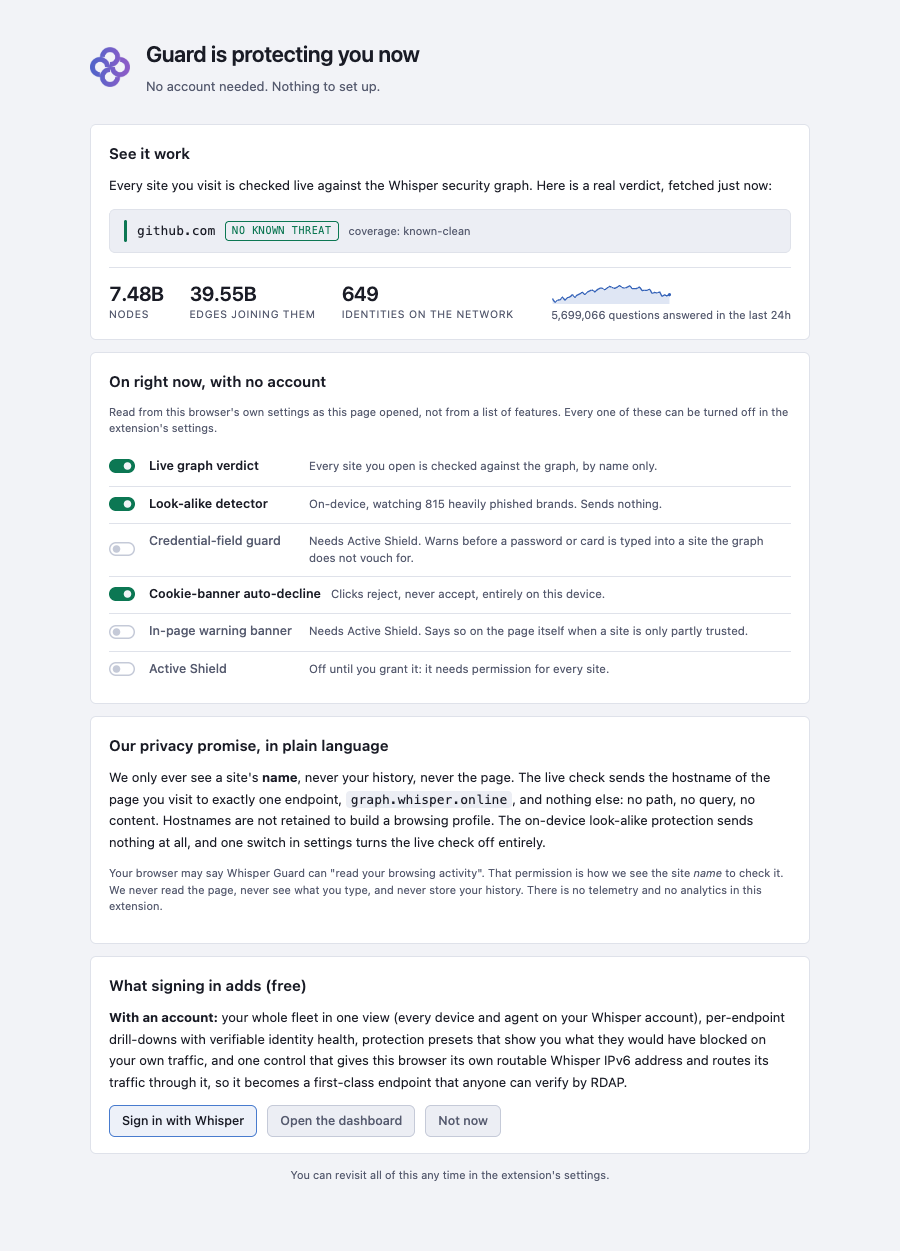 Guard is protecting you now
No account needed. Nothing to set up.
See it work
Every site you visit is checked live against the Whisper security graph. Here is a real verdict, fetched just now:
github.com NO KNOWN THREAT coverage: known-clean
7.48B 39.55B 649
NODES EDGES JOINING THEM IDENTITIES ON THE NETWORK 5,699,066 questions answered in the last 24h
On right now, with no account
Read from this browser's own settings as this page opened, not from a list of features. Every one of these can be turned off in the
extension's settings.
Live graph verdict Every site you open is checked against the graph, by name only.
Look-alike detector On-device, watching 815 heavily phished brands. Sends nothing.
Credential-field guard Needs Active Shield. Warns before a password or card is typed into a site the graph
does not vouch for.
Cookie-banner auto-decline Clicks reject, never accept, entirely on this device.
In-page warning banner Needs Active Shield. Says so on the page itself when a site is only partly trusted.
Active Shield Off until you grant it: it needs permission for every site.
Our privacy promise, in plain language
We only ever see a site's name, never your history, never the page. The live check sends the hostname of the
page you visit to exactly one endpoint, graph.whisper.online, and nothing else: no path, no query, no
content. Hostnames are not retained to build a browsing profile. The on-device look-alike protection sends
nothing at all, and one switch in settings turns the live check off entirely.
Your browser may say Whisper Guard can "read your browsing activity". That permission is how we see the site name to check it.
We never read the page, never see what you type, and never store your history. There is no telemetry and no analytics in this
extension.
What signing in adds (free)
With an account: your whole fleet in one view (every device and agent on your Whisper account), per-endpoint
drill-downs with verifiable identity health, protection presets that show you what they would have blocked on
your own traffic, and one control that gives this browser its own routable Whisper IPv6 address and routes its
traffic through it, so it becomes a first-class endpoint that anyone can verify by RDAP.
Sign in with Whisper Open the dashboard Not now
You can revisit all of this any time in the extension's settings.